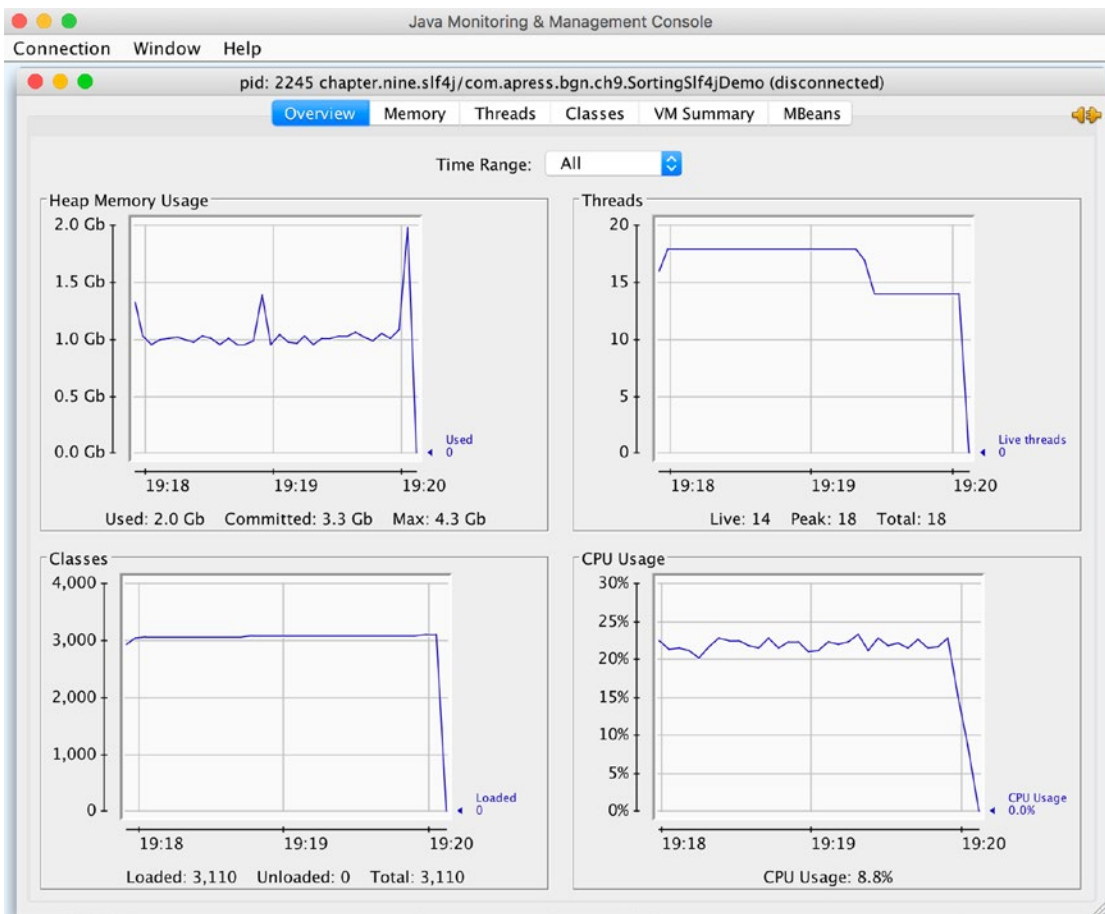 Java Monitoring & Management Console
Connection Window Help
pid: 2245 chapter.nine.slf4j/com.apress.bgn.ch9.SortingSlf4jDemo (disconnected)
Overview Memory Threads Classes VM Summary MBeans
Time Range: All
Heap Memory Usage
2.0 Gb
1.5 Gb
1.0 Gb
0.5 Gb
0.0 Gb
Used
0
19:18 19:19 19:20
Used: 2.0 Gb Committed: 3.3 Gb Max: 4.3 Gb
Threads
20
15
10
5
0
Live threads
0
19:18 19:19 19:20
Live: 14 Peak: 18 Total: 18
Classes
4,000
3,000
2,000
1,000
0
Loaded
0
19:18 19:19 19:20
Loaded: 3,110 Unloaded: 0 Total: 3,110
CPU Usage
30%
25%
20%
15%
10%
5%
0%
CPU Usage
0.0%
19:18 19:19 19:20
CPU Usage: 8.8%